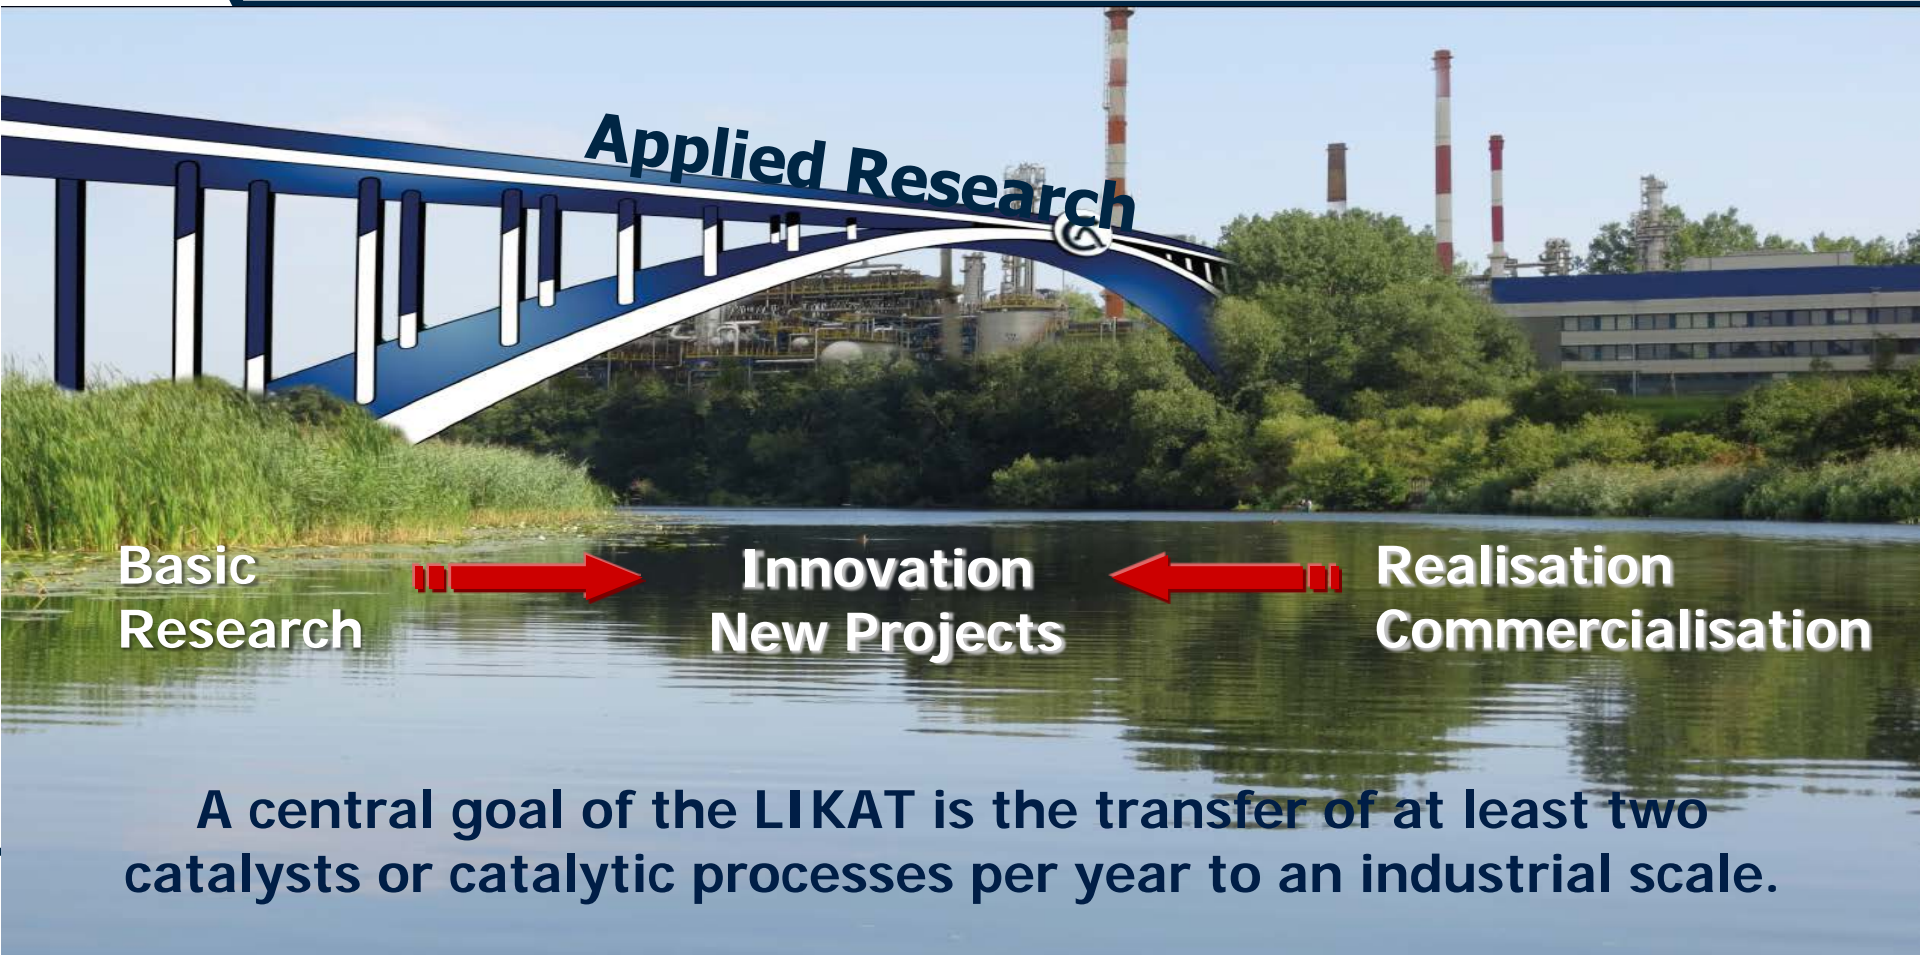 Applied Research
Basic
Research
Innovation
New Projects
Realisation
Commercialisation
A central goal of the LIKAT is the transfer of at least two
catalysts or catalytic processes per year to an industrial scale.